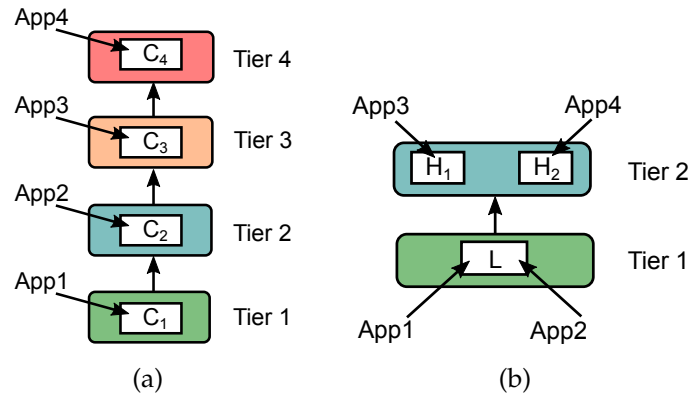 App4
C4
Tier 4
App3
C3
Tier 3
App2
C2
Tier 2
App1
C1
Tier 1
(a)
App3
App4
H1
H2
Tier 2
L
Tier 1
App1
App2
(b)